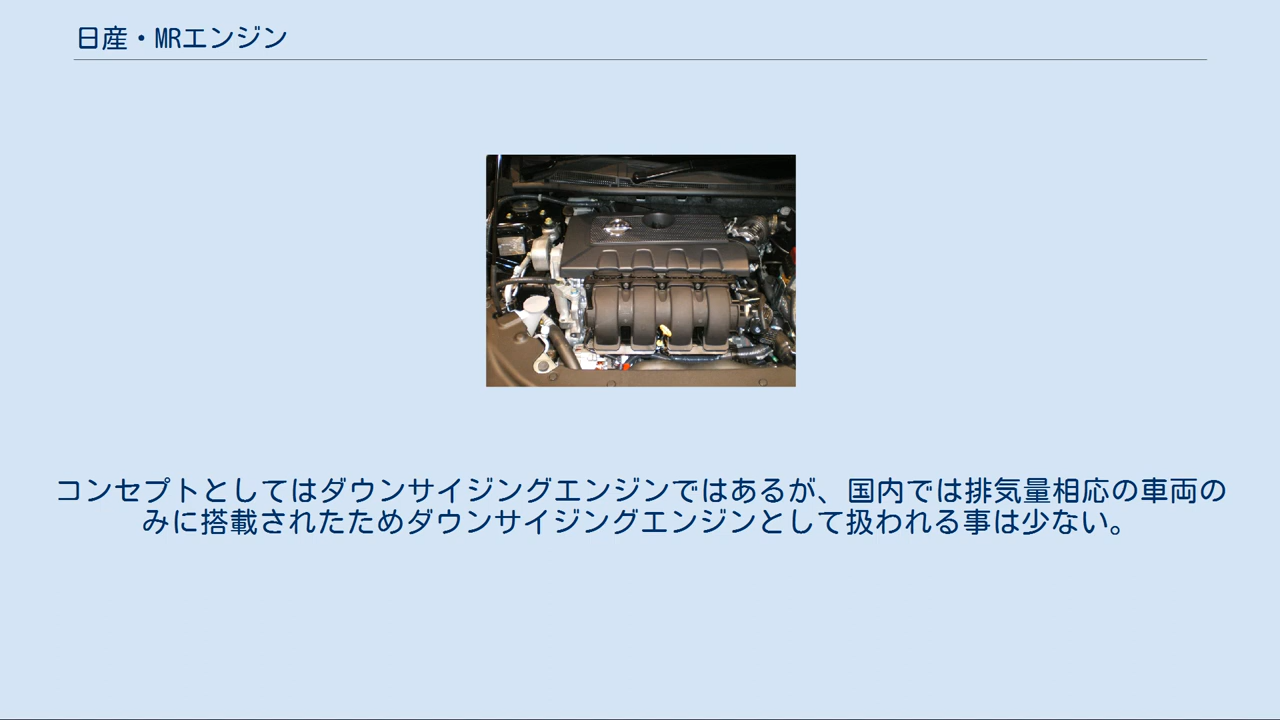 日産・MRエンジン
コンセプトとしてはダウンサイジングエンジンではあるが、国内では排気量相応の車両の
みに搭載されたためダウンサイジングエンジンとして扱われる事は少ない。